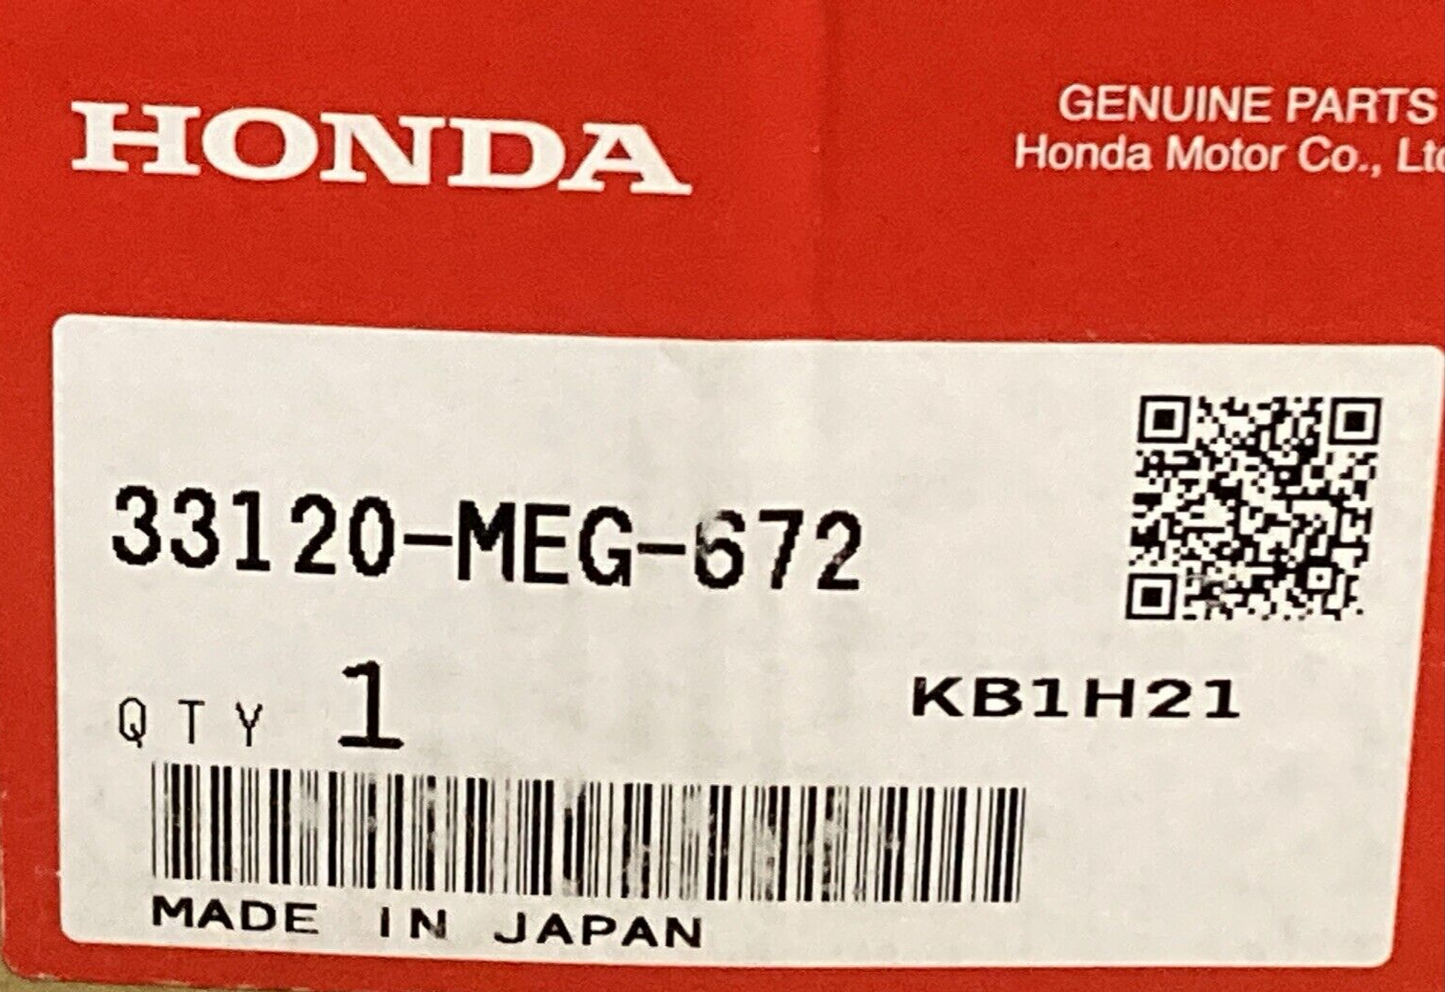 HONDA
GENUINE PARTS
Honda Motor Co., Ltd
33120-MEG-672
QTY 1
KB1H21
MADE IN JAPAN